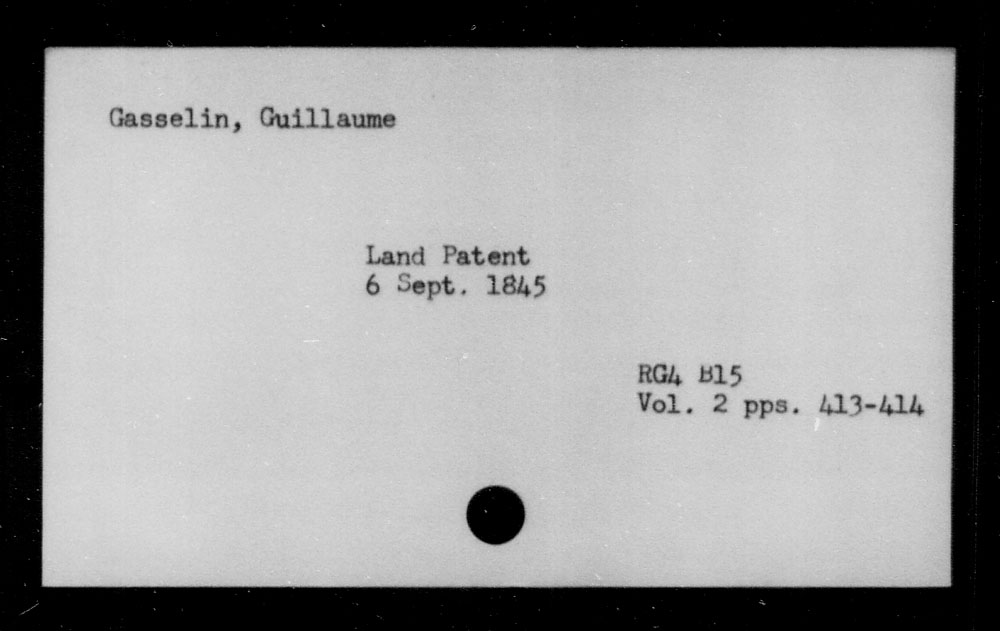 Gasselin, Guillaume
Land Patent
6 Sept. 1845
RG4 B15
Vol. 2 pps. 413-414